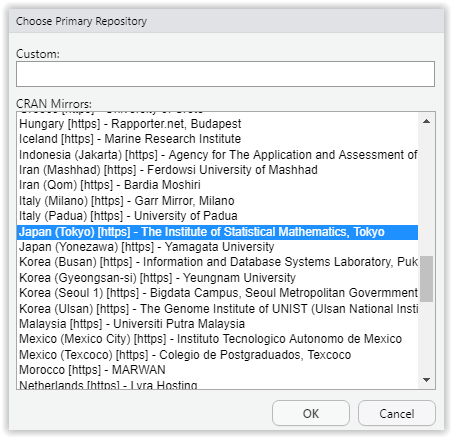 Choose Primary Repository
Custom:
CRAN Mirrors:
Greece [https] - University of Crete
Hungary [https] - Rapporter.net, Budapest
Iceland [https] - Marine Research Institute
Indonesia (Jakarta) [https] - Agency for The Application and Assessment of
Iran (Mashhad) [https] - Ferdowsi University of Mashhad
Iran (Qom) [https] - Bardia Moshiri
Italy (Milano) [https] - Garr Mirror, Milano
Italy (Padua) [https] - University of Padua
Japan (Tokyo) [https] - The Institute of Statistical Mathematics, Tokyo
Japan (Yonezawa) [https] - Yamagata University
Korea (Busan) [https] - Information and Database Systems Laboratory, Puk
Korea (Gyeongsan-si) [https] - Yeungnam University
Korea (Seoul 1) [https] - Bigdata Campus, Seoul Metropolitan Government
Korea (Ulsan) [https] - The Genome Institute of UNIST (Ulsan National Insti
Malaysia [https] - Universiti Putra Malaysia
Mexico (Mexico City) [https] - Instituto Tecnologico Autonomo de Mexico
Mexico (Texcoco) [https] - Colegio de Postgraduados, Texcoco
Morocco [https] - MARWAN
Netherlands [https] - Lyra Hosting
OK
Cancel